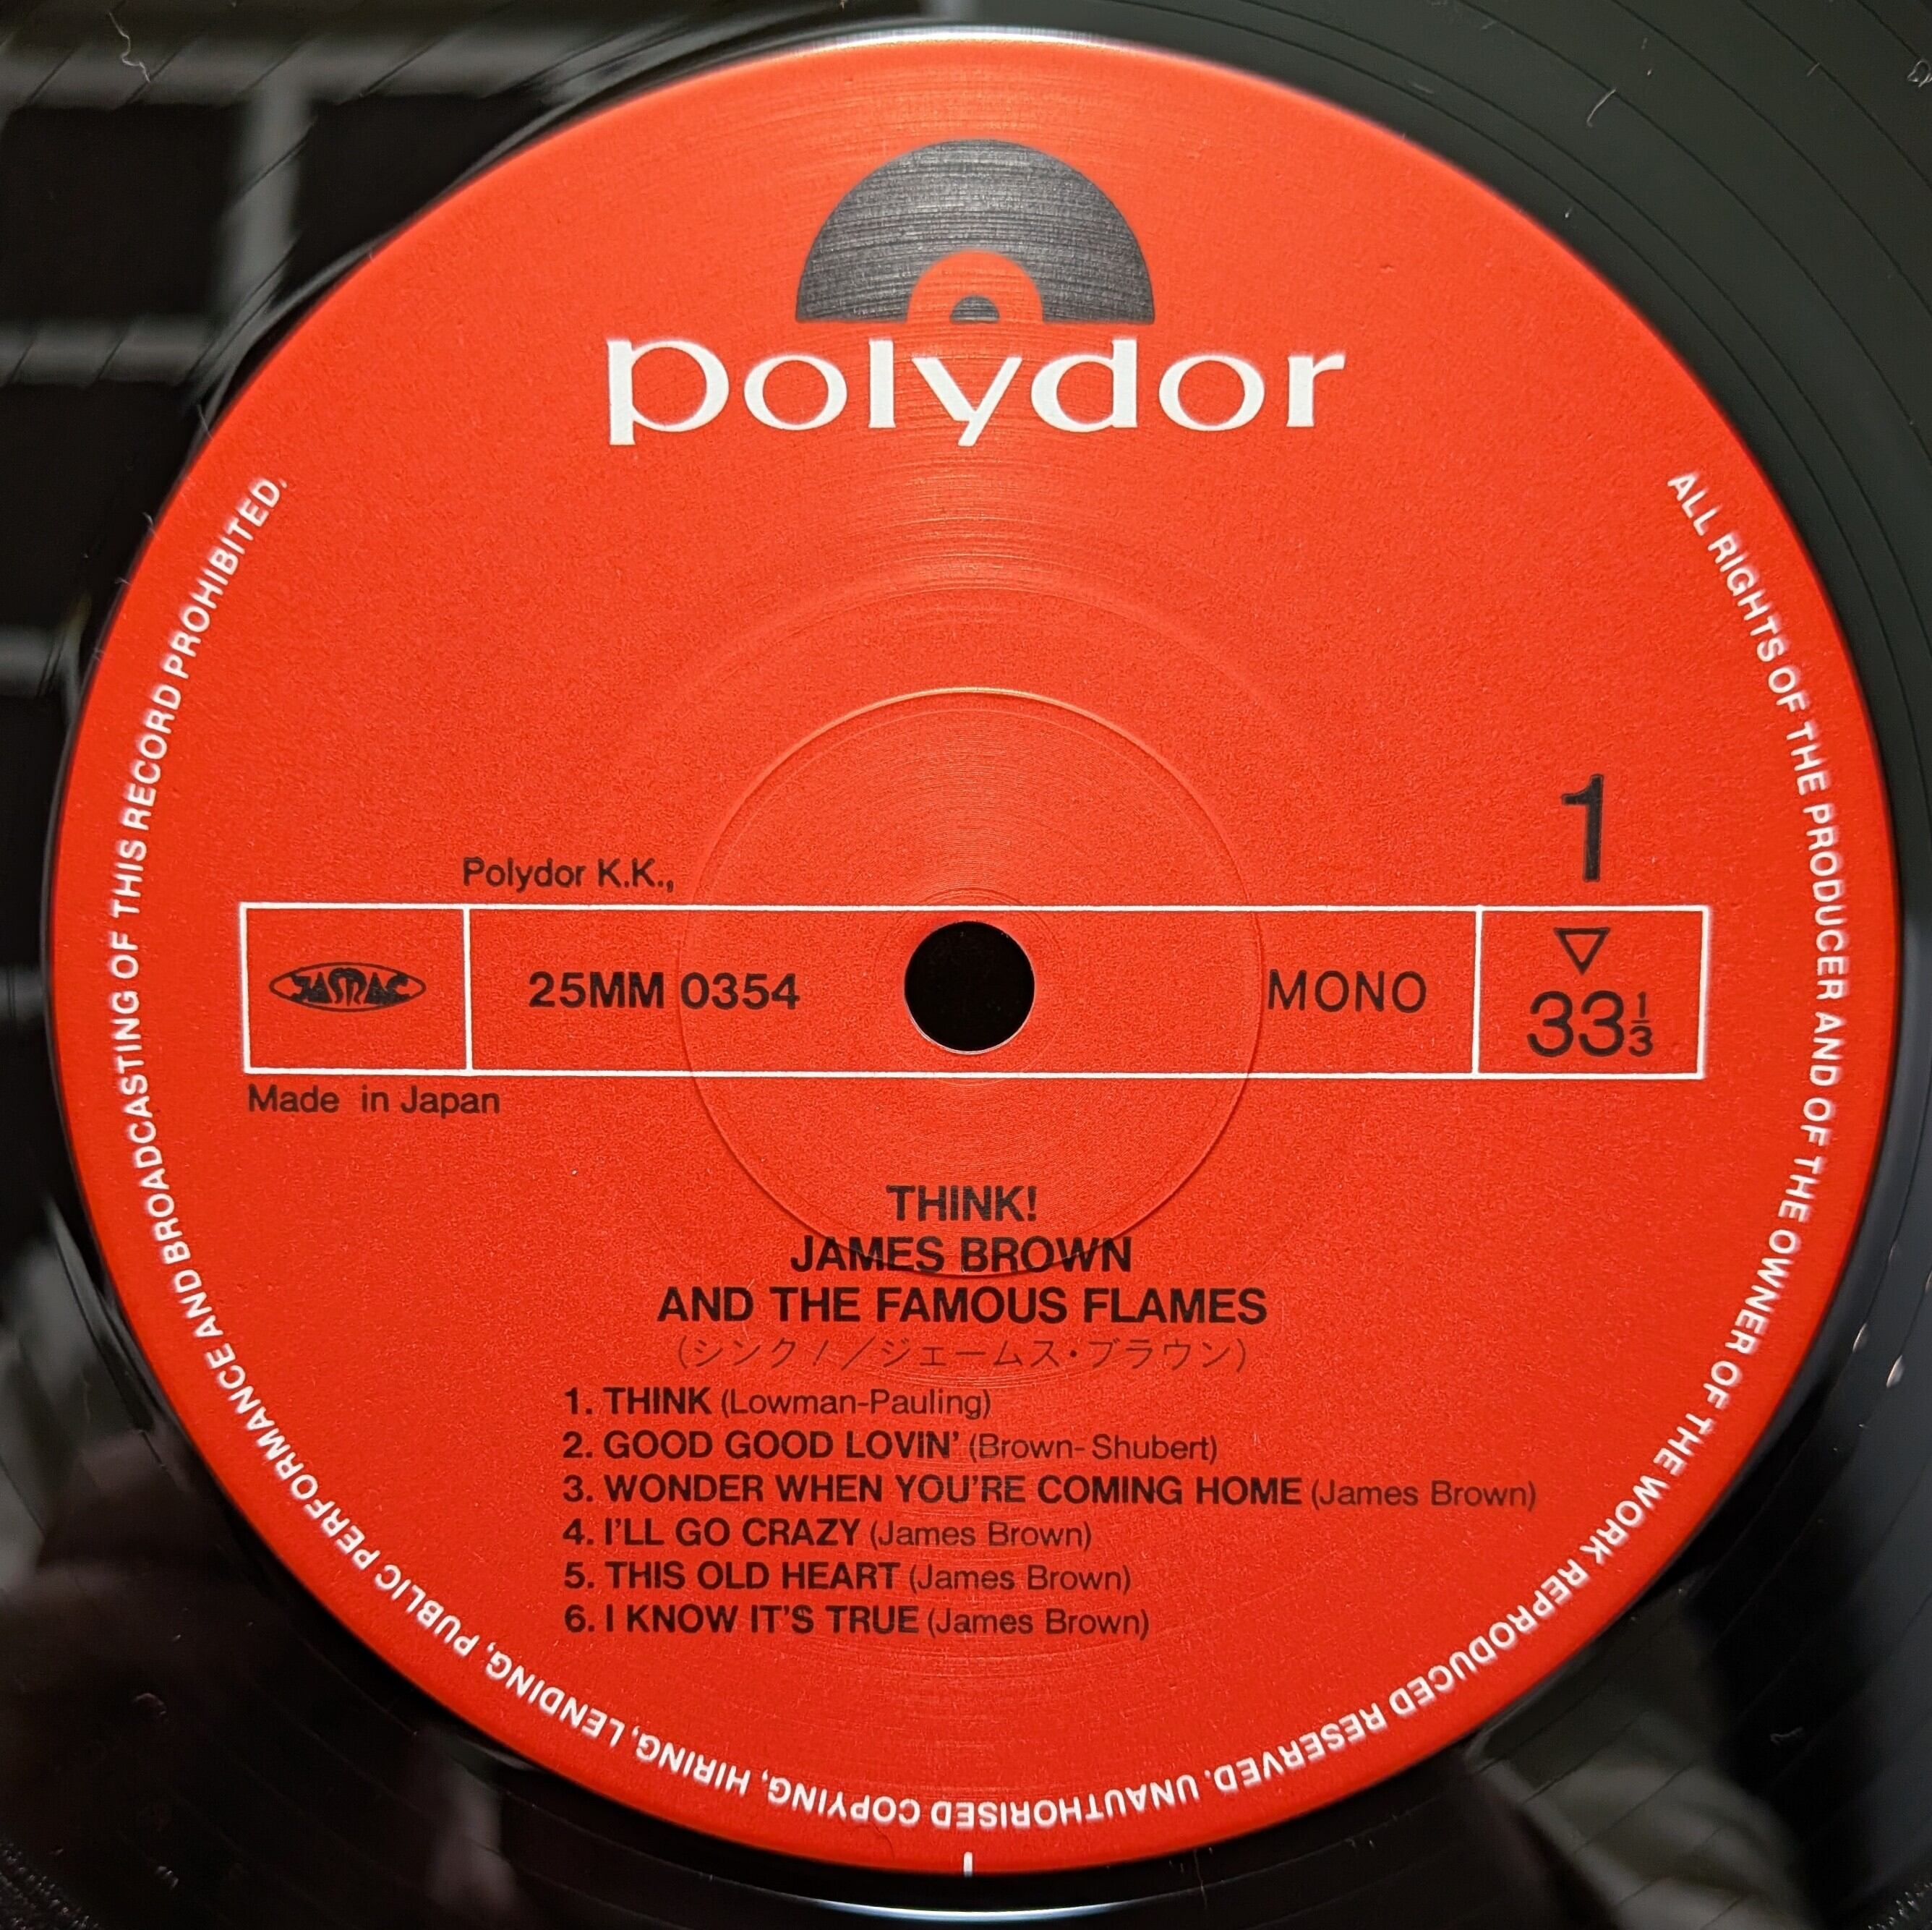 polydor
ALL RIGHTS OF THE PRODUCER AND OF THE OWNER OF THE WORK REPRODUCED RESERVED. UNAUTHORISED COPYING, HIRING, LENDING, PUBLIC PERFORMANCE AND BROADCASTING OF THIS RECORD PROHIBITED.
1
Polydor K.K.,
JASRAC
25MM 0354
MONO
▽
33 1/3
Made in Japan
THINK!
JAMES BROWN
AND THE FAMOUS FLAMES
(シンク!/ジェームス・ブラウン)
1. THINK (Lowman-Pauling)
2. GOOD GOOD LOVIN' (Brown-Shubert)
3. WONDER WHEN YOU'RE COMING HOME (James Brown)
4. I'LL GO CRAZY (James Brown)
5. THIS OLD HEART (James Brown)
6. I KNOW IT'S TRUE (James Brown)